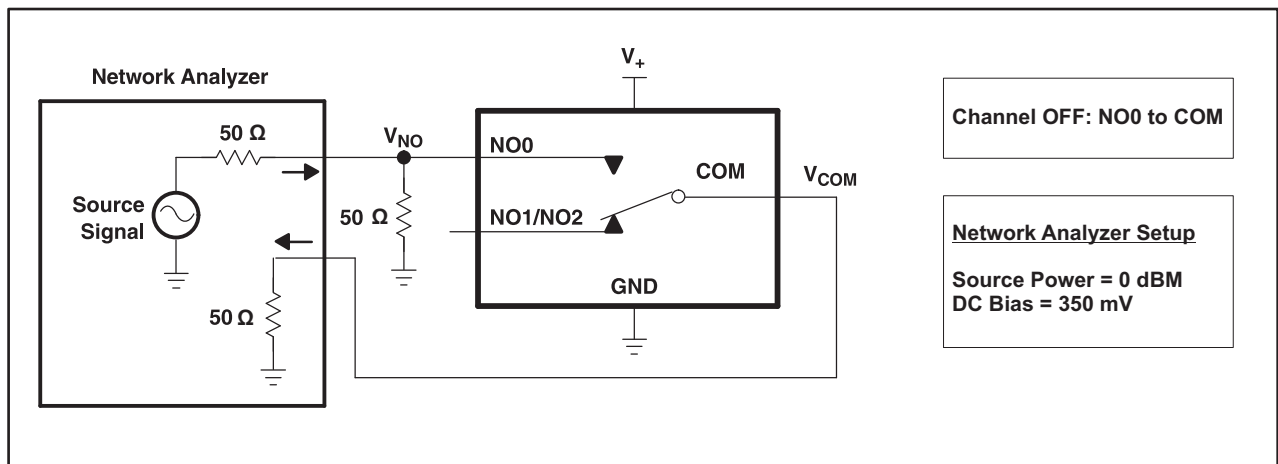 V+
Network Analyzer
Channel OFF: NO0 to COM
50 Ω
VNO
NO0
COM
VCOM
Source
Signal
50 Ω
NO1/NO2
Network Analyzer Setup
Source Power = 0 dBM
DC Bias = 350 mV
GND
50 Ω